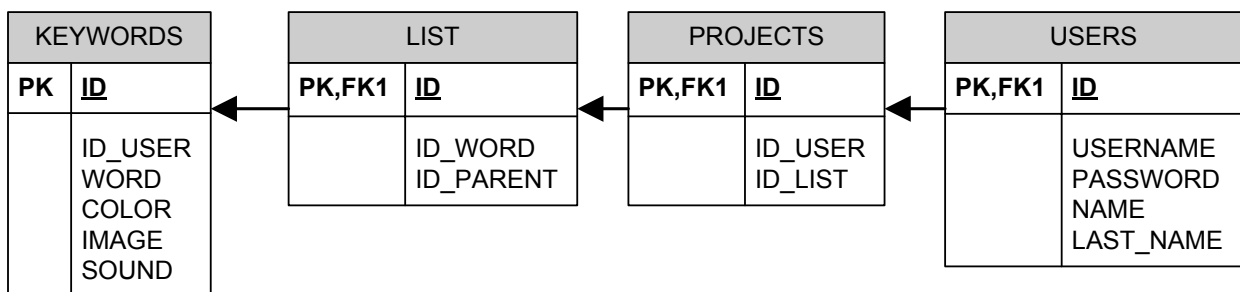 KEYWORDS
PK ID
ID_USER
WORD
COLOR
IMAGE
SOUND
LIST
PK,FK1 ID
ID_WORD
ID_PARENT
PROJECTS
PK,FK1 ID
ID_USER
ID_LIST
USERS
PK,FK1 ID
USERNAME
PASSWORD
NAME
LAST_NAME